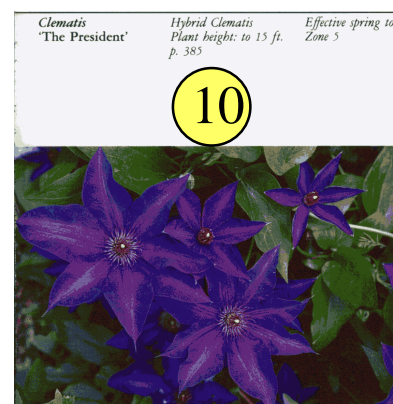 Clematis
'The President'
Hybrid Clematis
Plant height: to 15 ft.
p. 385
Effective spring to
Zone 5
10